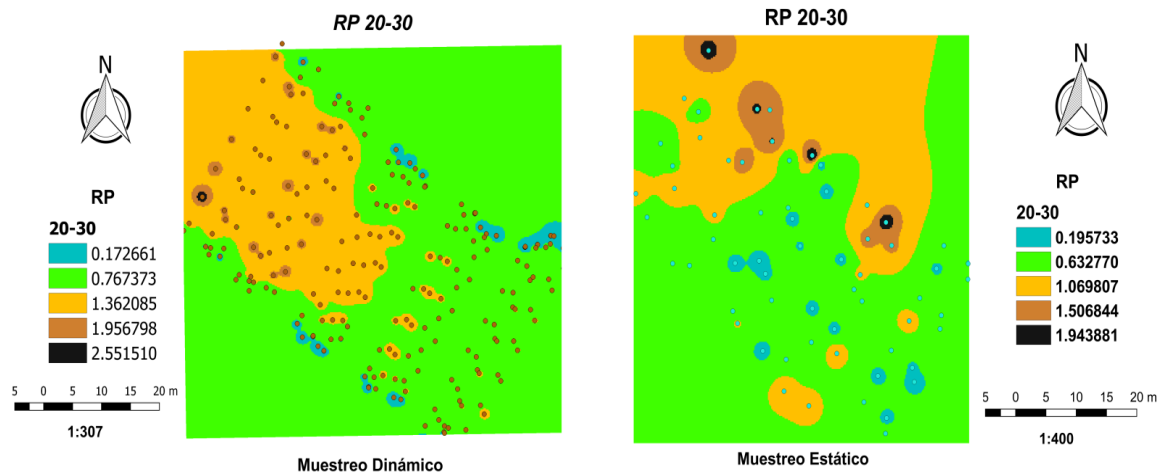 RP 20-30
N
RP
20-30
0.172661
0.767373
1.362085
1.956798
2.551510
5 0 5 10 15 20 m
1:307
Muestreo Dinámico
RP 20-30
N
RP
20-30
0.195733
0.632770
1.069807
1.506844
1.943881
5 0 5 10 15 20 m
1:400
Muestreo Estático